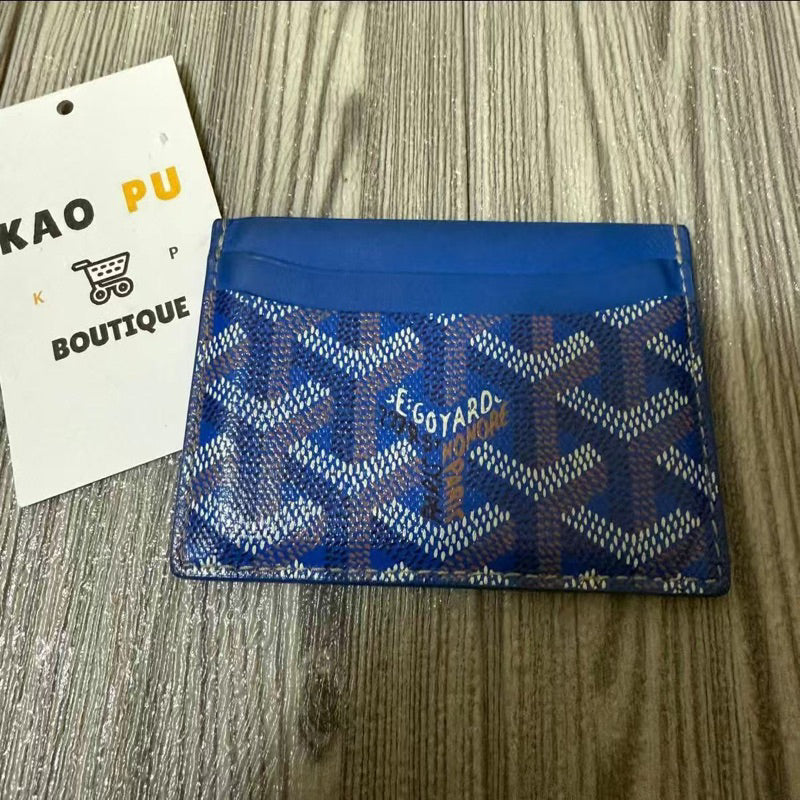 KAO PU
K P
BOUTIQUE
E·GOYARD
HONORE
PARIS